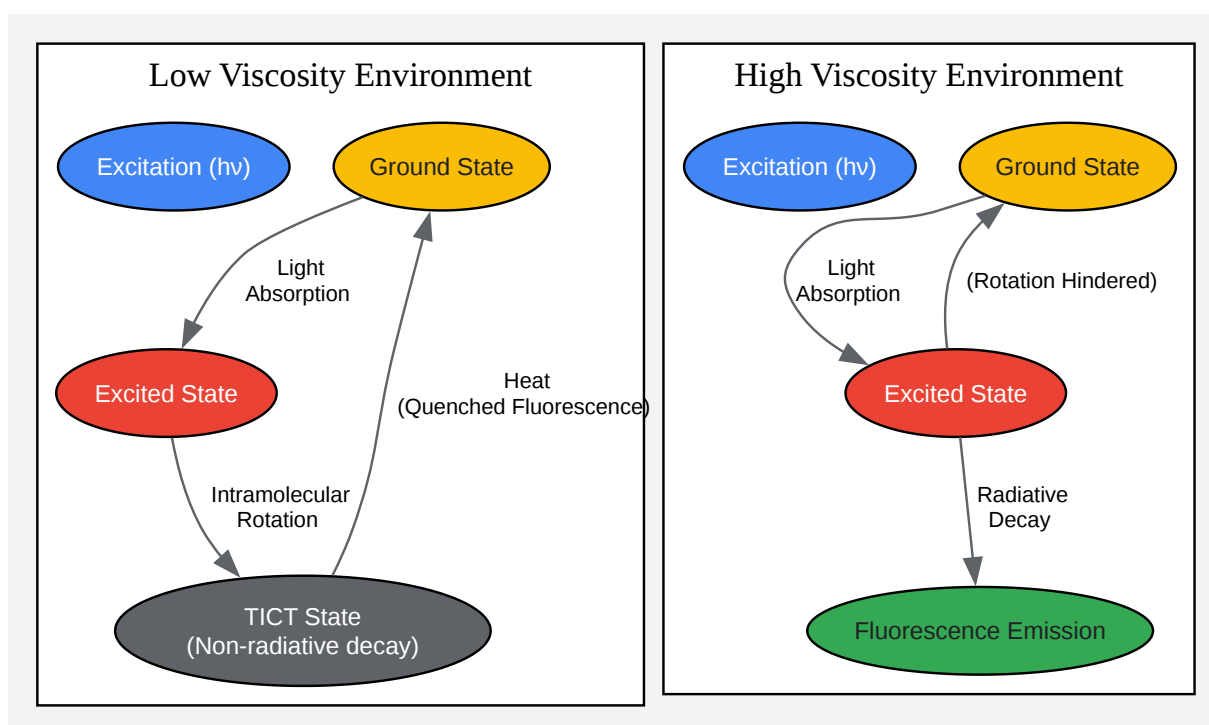 Low Viscosity Environment
Excitation (hν)
Ground State
Light
Absorption
Excited State
Heat
(Quenched Fluorescence)
Intramolecular
Rotation
TICT State
(Non-radiative decay)
High Viscosity Environment
Excitation (hν)
Ground State
Light
Absorption
(Rotation Hindered)
Excited State
Radiative
Decay
Fluorescence Emission